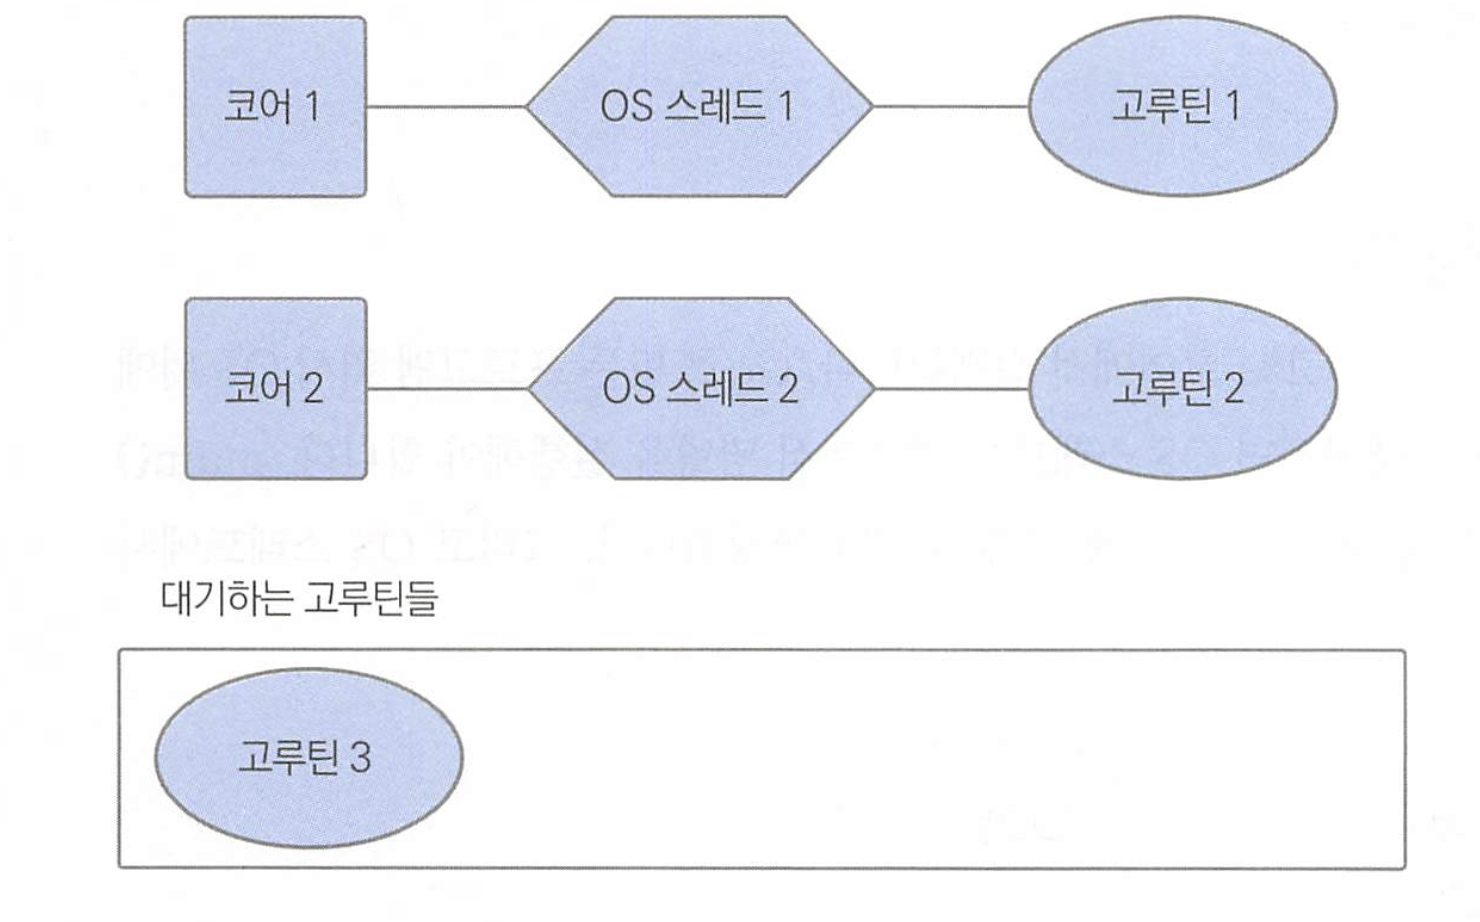 코어 1
OS 스레드 1
고루틴 1
코어 2
OS 스레드 2
고루틴 2
대기하는 고루틴들
고루틴 3